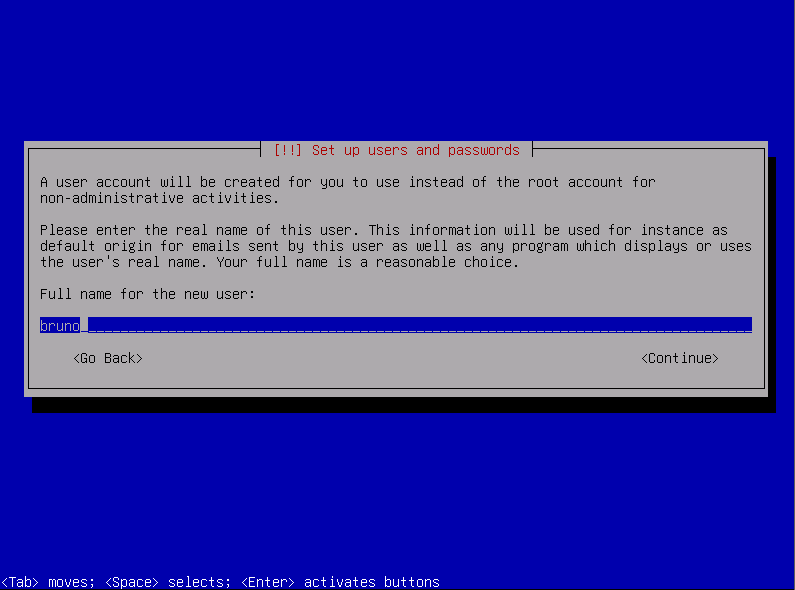 [!!] Set up users and passwords
A user account will be created for you to use instead of the root account for
non-administrative activities.
Please enter the real name of this user. This information will be used for instance as
default origin for emails sent by this user as well as any program which displays or uses
the user's real name. Your full name is a reasonable choice.
Full name for the new user:
bruno
<Go Back> <Continue>
<Tab> moves; <Space> selects; <Enter> activates buttons